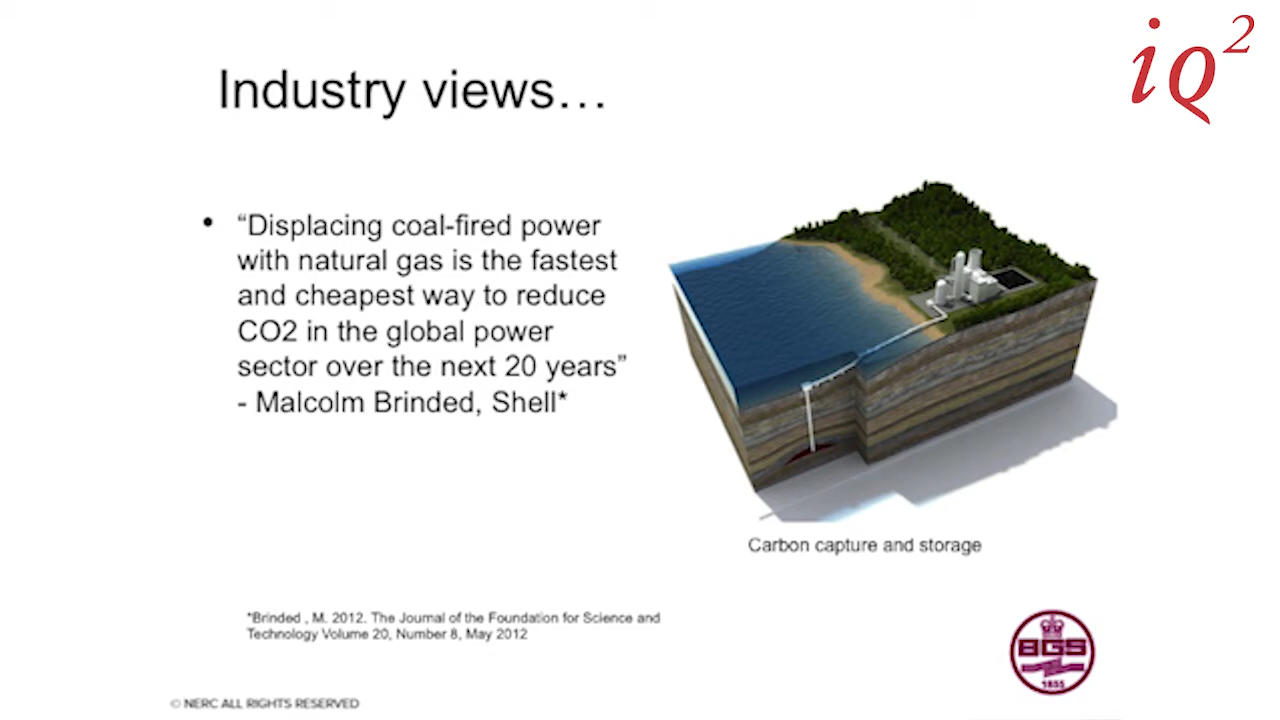 iq2
Industry views…
• “Displacing coal-fired power
with natural gas is the fastest
and cheapest way to reduce
CO2 in the global power
sector over the next 20 years”
- Malcolm Brinded, Shell*
Carbon capture and storage
*Brinded , M. 2012. The Journal of the Foundation for Science and
Technology Volume 20, Number 8, May 2012
BGS
1835
© NERC ALL RIGHTS RESERVED